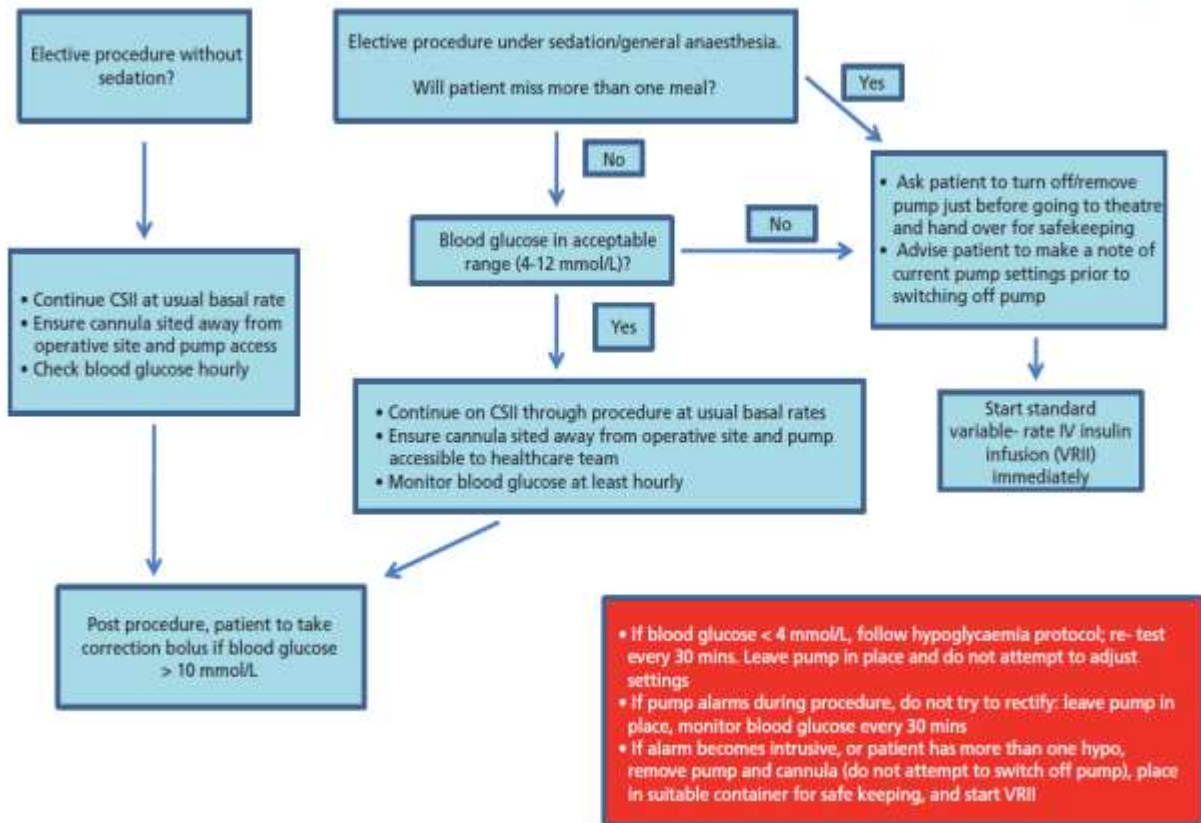 Elective procedure without
sedation?
Elective procedure under sedation/general anaesthesia.
Will patient miss more than one meal?
Yes
No
• Ask patient to turn off/remove
pump just before going to theatre
and hand over for safekeeping
• Advise patient to make a note of
current pump settings prior to
switching off pump
Blood glucose in acceptable
range (4-12 mmol/L)?
No
• Continue CSII at usual basal rate
• Ensure cannula sited away from
operative site and pump access
• Check blood glucose hourly
Yes
• Continue on CSII through procedure at usual basal rates
• Ensure cannula sited away from operative site and pump
accessible to healthcare team
• Monitor blood glucose at least hourly
Start standard
variable- rate IV insulin
infusion (VRII)
immediately
Post procedure, patient to take
correction bolus if blood glucose
> 10 mmol/L
• If blood glucose < 4 mmol/L, follow hypoglycaemia protocol; re- test
every 30 mins. Leave pump in place and do not attempt to adjust
settings
• If pump alarms during procedure, do not try to rectify: leave pump in
place, monitor blood glucose every 30 mins
• If alarm becomes intrusive, or patient has more than one hypo,
remove pump and cannula (do not attempt to switch off pump), place
in suitable container for safe keeping, and start VRII